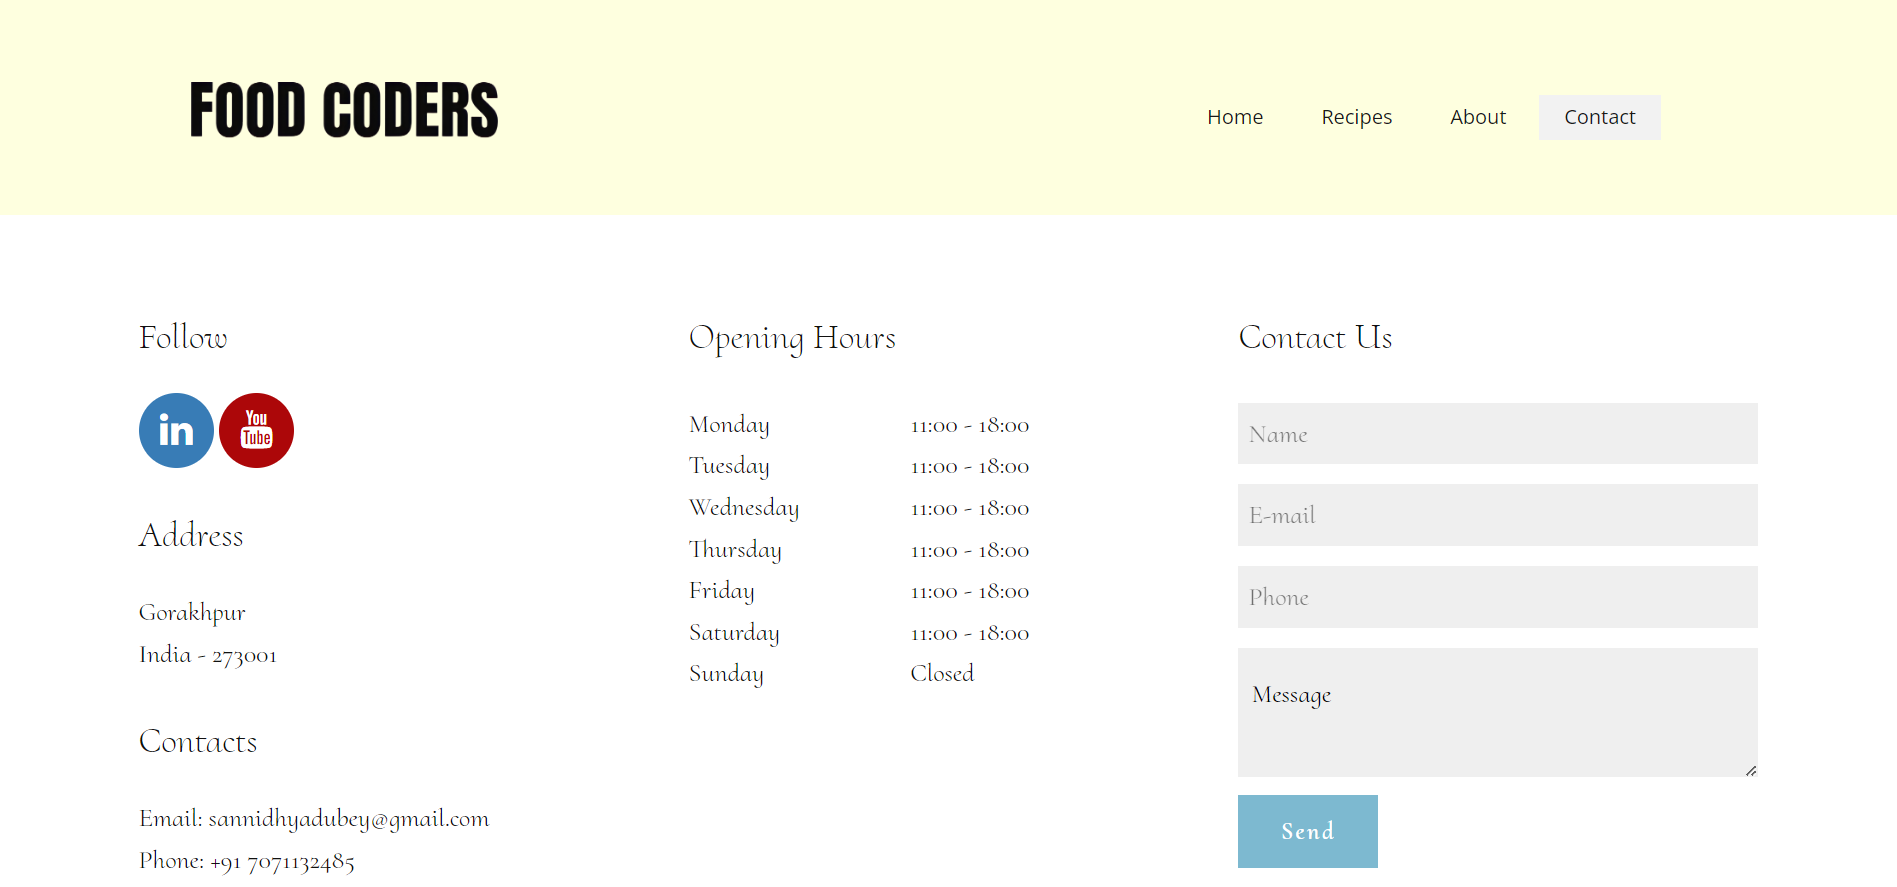 FOOD CODERS
Home Recipes About Contact
Follow
in You Tube
Address
Gorakhpur
India - 273001
Contacts
Email: sannidhyadubey@gmail.com
Phone: +91 7071132485
Opening Hours
Monday 11:00 - 18:00
Tuesday 11:00 - 18:00
Wednesday 11:00 - 18:00
Thursday 11:00 - 18:00
Friday 11:00 - 18:00
Saturday 11:00 - 18:00
Sunday Closed
Contact Us
Name
E-mail
Phone
Message
Send